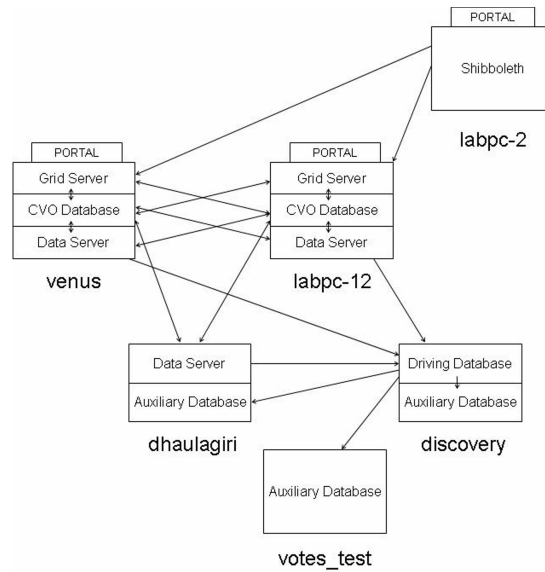 PORTAL
Shibboleth
labpc-2
PORTAL
Grid Server
CVO Database
Data Server
venus
PORTAL
Grid Server
CVO Database
Data Server
labpc-12
Data Server
Auxiliary Database
dhaulagiri
Driving Database
Auxiliary Database
discovery
Auxiliary Database
votes_test